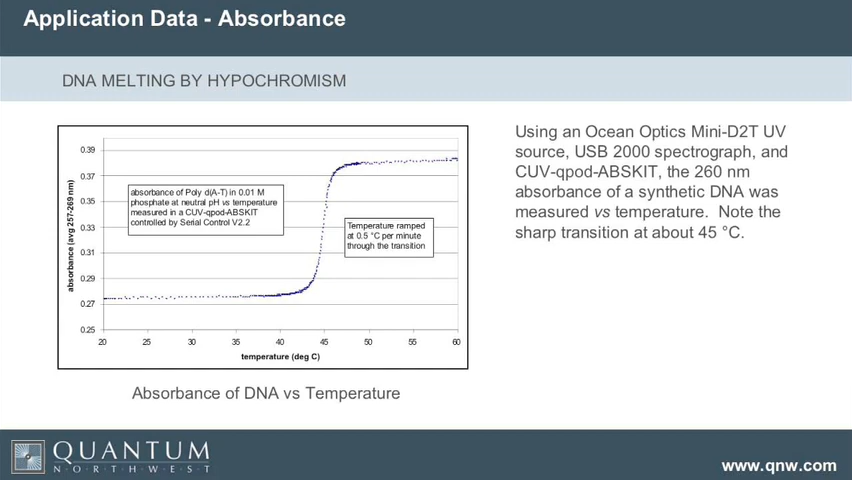 Application Data - Absorbance
DNA MELTING BY HYPOCHROMISM
0.39
0.37
0.35
0.33
0.31
0.29
0.27
0.25
absorbance (avg 257-269 nm)
absorbance of Poly d(A-T) in 0.01 M
phosphate at neutral pH vs temperature
measured in a CUV-qpod-ABSKIT
controlled by Serial Control V2.2
Temperature ramped
at 0.5 °C per minute
through the transition
20 25 30 35 40 45 50 55 60
temperature (deg C)
Absorbance of DNA vs Temperature
Using an Ocean Optics Mini-D2T UV
source, USB 2000 spectrograph, and
CUV-qpod-ABSKIT, the 260 nm
absorbance of a synthetic DNA was
measured vs temperature. Note the
sharp transition at about 45 °C.
QUANTUM
N·O·R·T·H·W·E·S·T
www.qnw.com